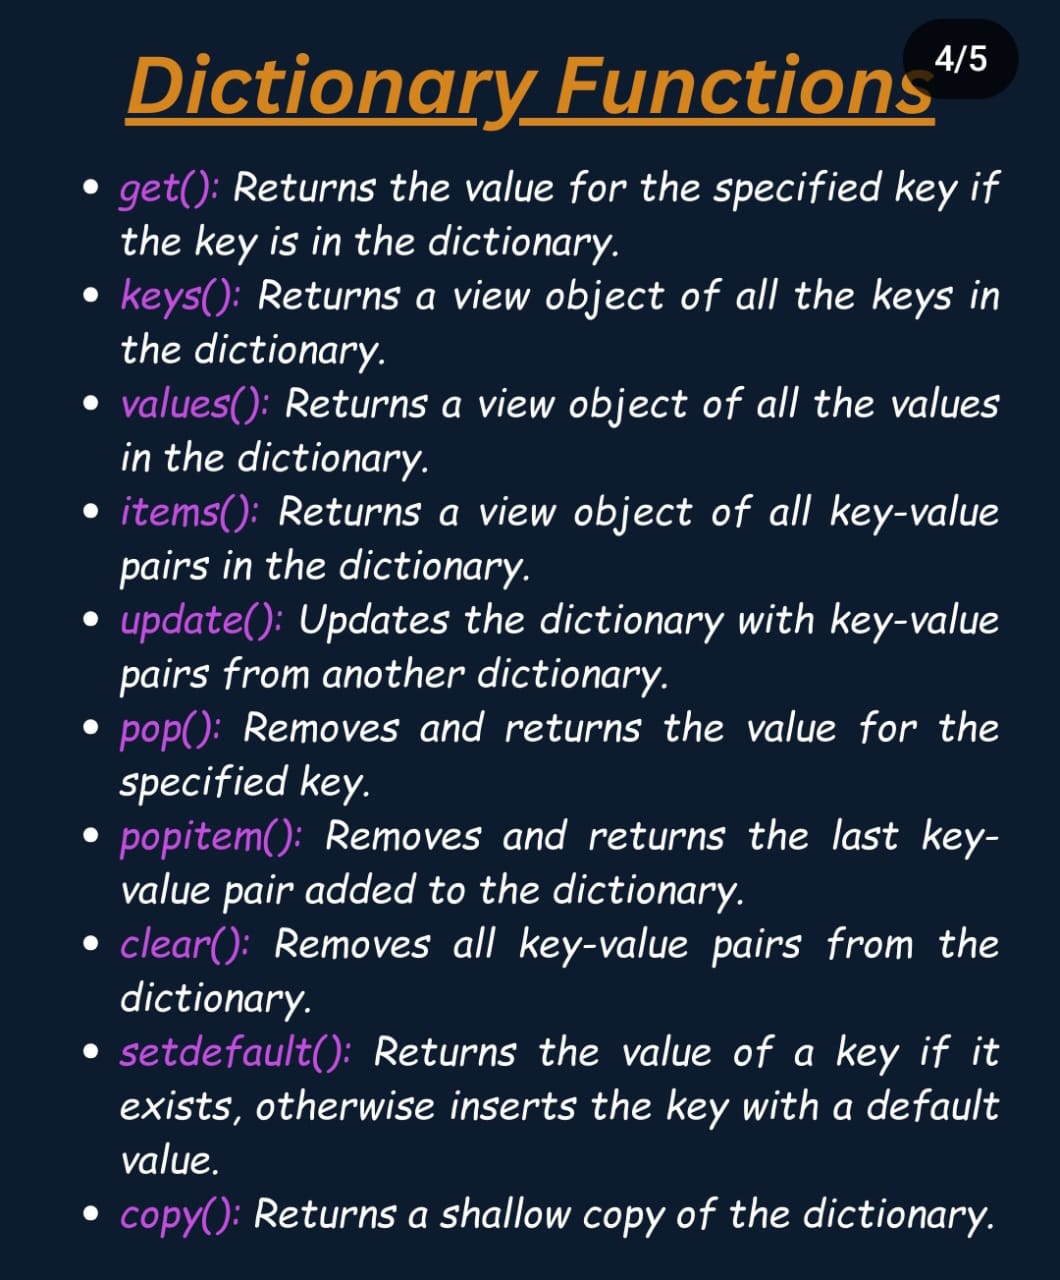 Dictionary Functions
4/5
• get(): Returns the value for the specified key if
the key is in the dictionary.
• keys(): Returns a view object of all the keys in
the dictionary.
• values(): Returns a view object of all the values
in the dictionary.
• items(): Returns a view object of all key-value
pairs in the dictionary.
• update(): Updates the dictionary with key-value
pairs from another dictionary.
• pop(): Removes and returns the value for the
specified key.
• popitem(): Removes and returns the last key-
value pair added to the dictionary.
• clear(): Removes all key-value pairs from the
dictionary.
• setdefault(): Returns the value of a key if it
exists, otherwise inserts the key with a default
value.
• copy(): Returns a shallow copy of the dictionary.